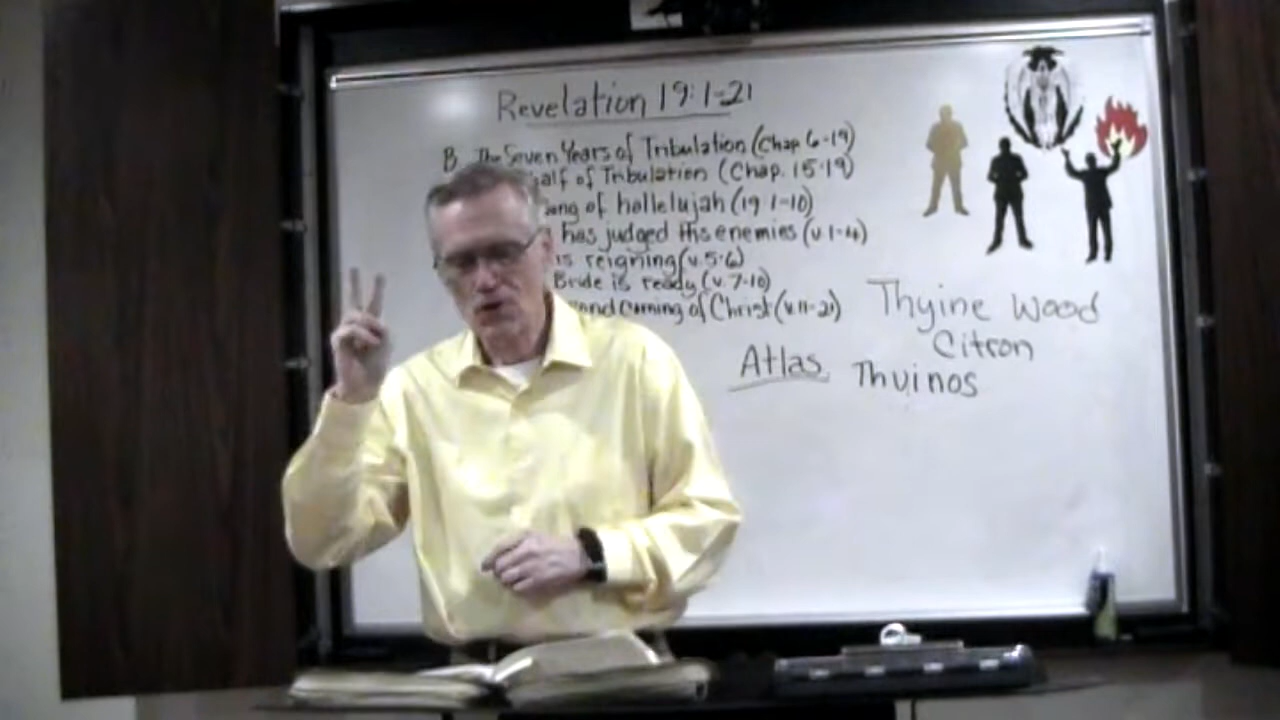 Revelation 19:1-21
B. The Seven Years of Tribulation (Chap. 6-19)
half of Tribulation (Chap. 15-19)
Song of hallelujah (19:1-10)
has judged His enemies (v.1-4)
is reigning (v.5-6)
Bride is ready (v.7-10)
Coming of Christ (v.11-21)
Thyine Wood
Citron
Atlas
Thuinos